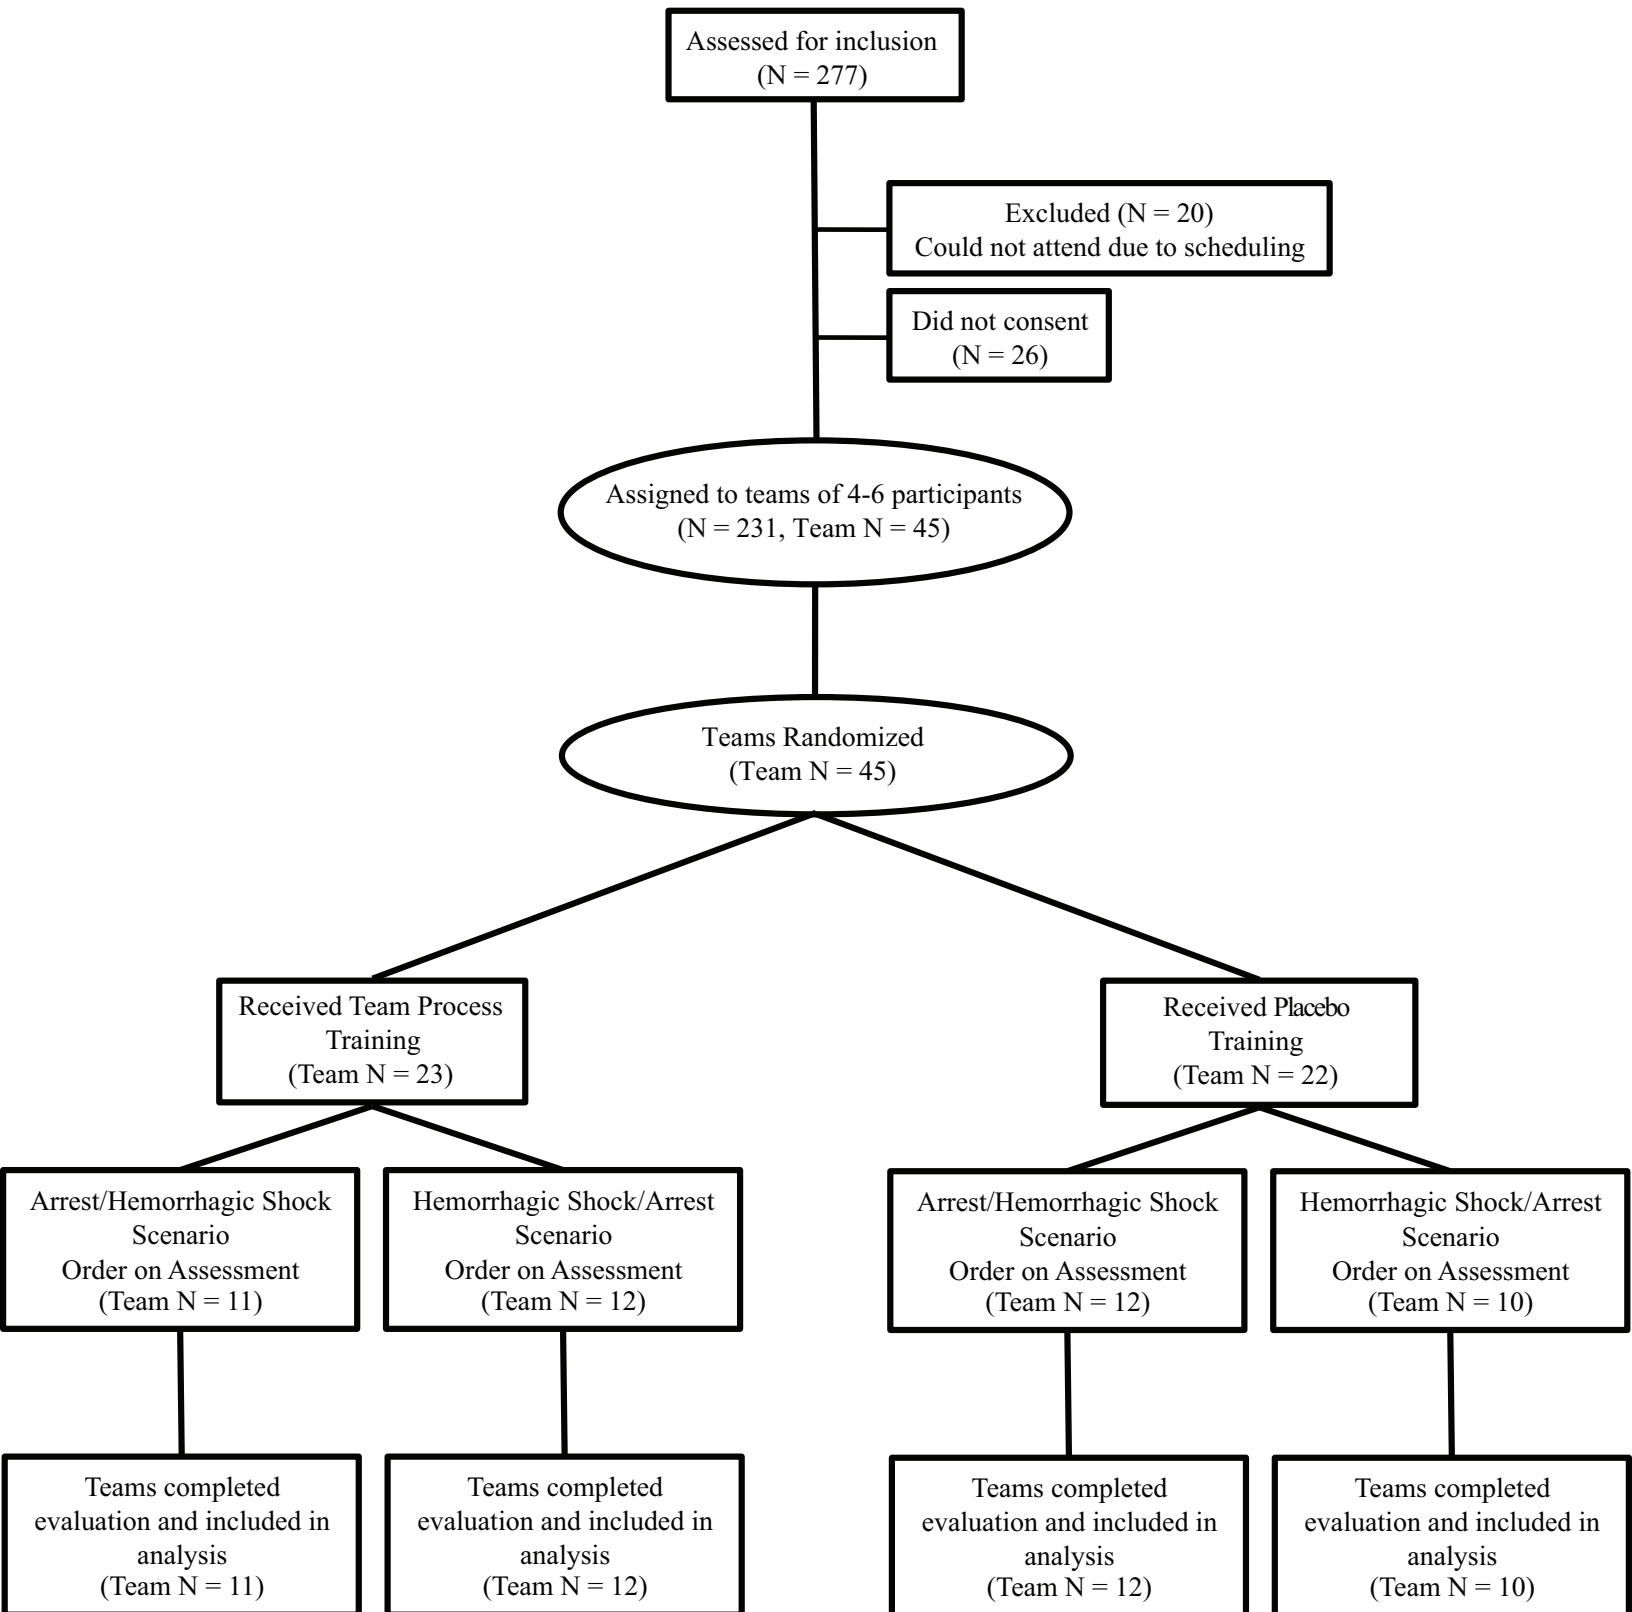 Assessed for inclusion
(N = 277)
Excluded (N = 20)
Could not attend due to scheduling
Did not consent
(N = 26)
Assigned to teams of 4-6 participants
(N = 231, Team N = 45)
Teams Randomized
(Team N = 45)
Received Team Process
Training
(Team N = 23)
Received Placebo
Training
(Team N = 22)
Arrest/Hemorrhagic Shock
Scenario
Order on Assessment
(Team N = 11)
Hemorrhagic Shock/Arrest
Scenario
Order on Assessment
(Team N = 12)
Arrest/Hemorrhagic Shock
Scenario
Order on Assessment
(Team N = 12)
Hemorrhagic Shock/Arrest
Scenario
Order on Assessment
(Team N = 10)
Teams completed
evaluation and included in
analysis
(Team N = 11)
Teams completed
evaluation and included in
analysis
(Team N = 12)
Teams completed
evaluation and included in
analysis
(Team N = 12)
Teams completed
evaluation and included in
analysis
(Team N = 10)